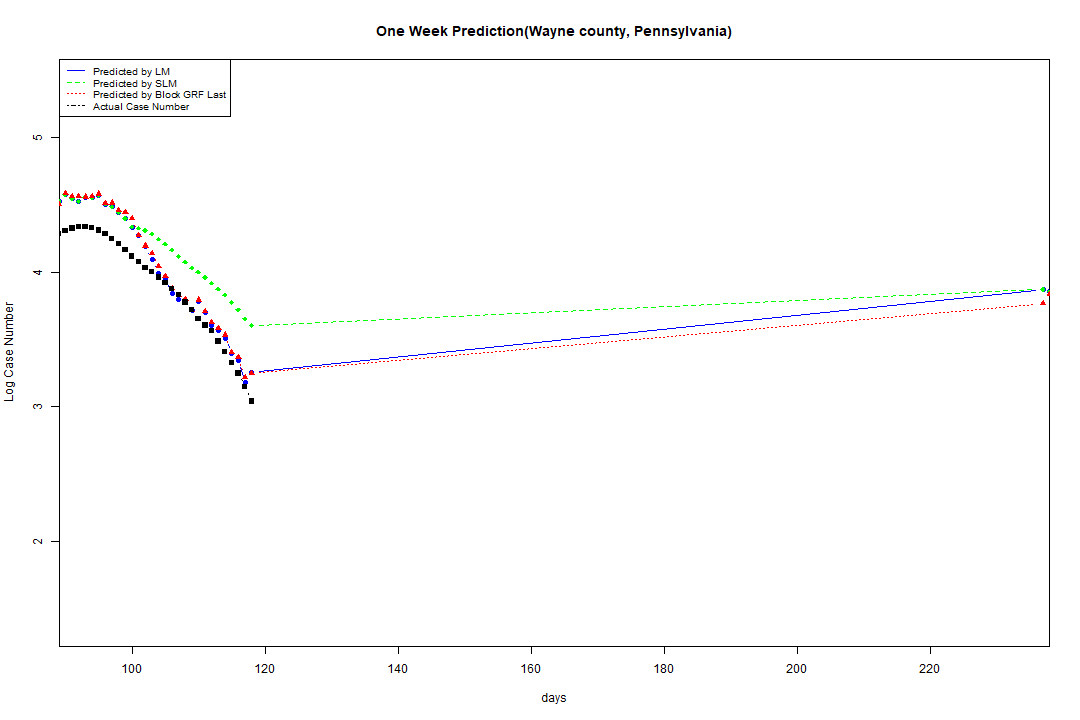 One Week Prediction(Wayne county, Pennsylvania)
Predicted by LM
Predicted by SLM
Predicted by Block GRF Last
Actual Case Number
5
4
3
2
Log Case Number
100 120 140 160 180 200 220
days